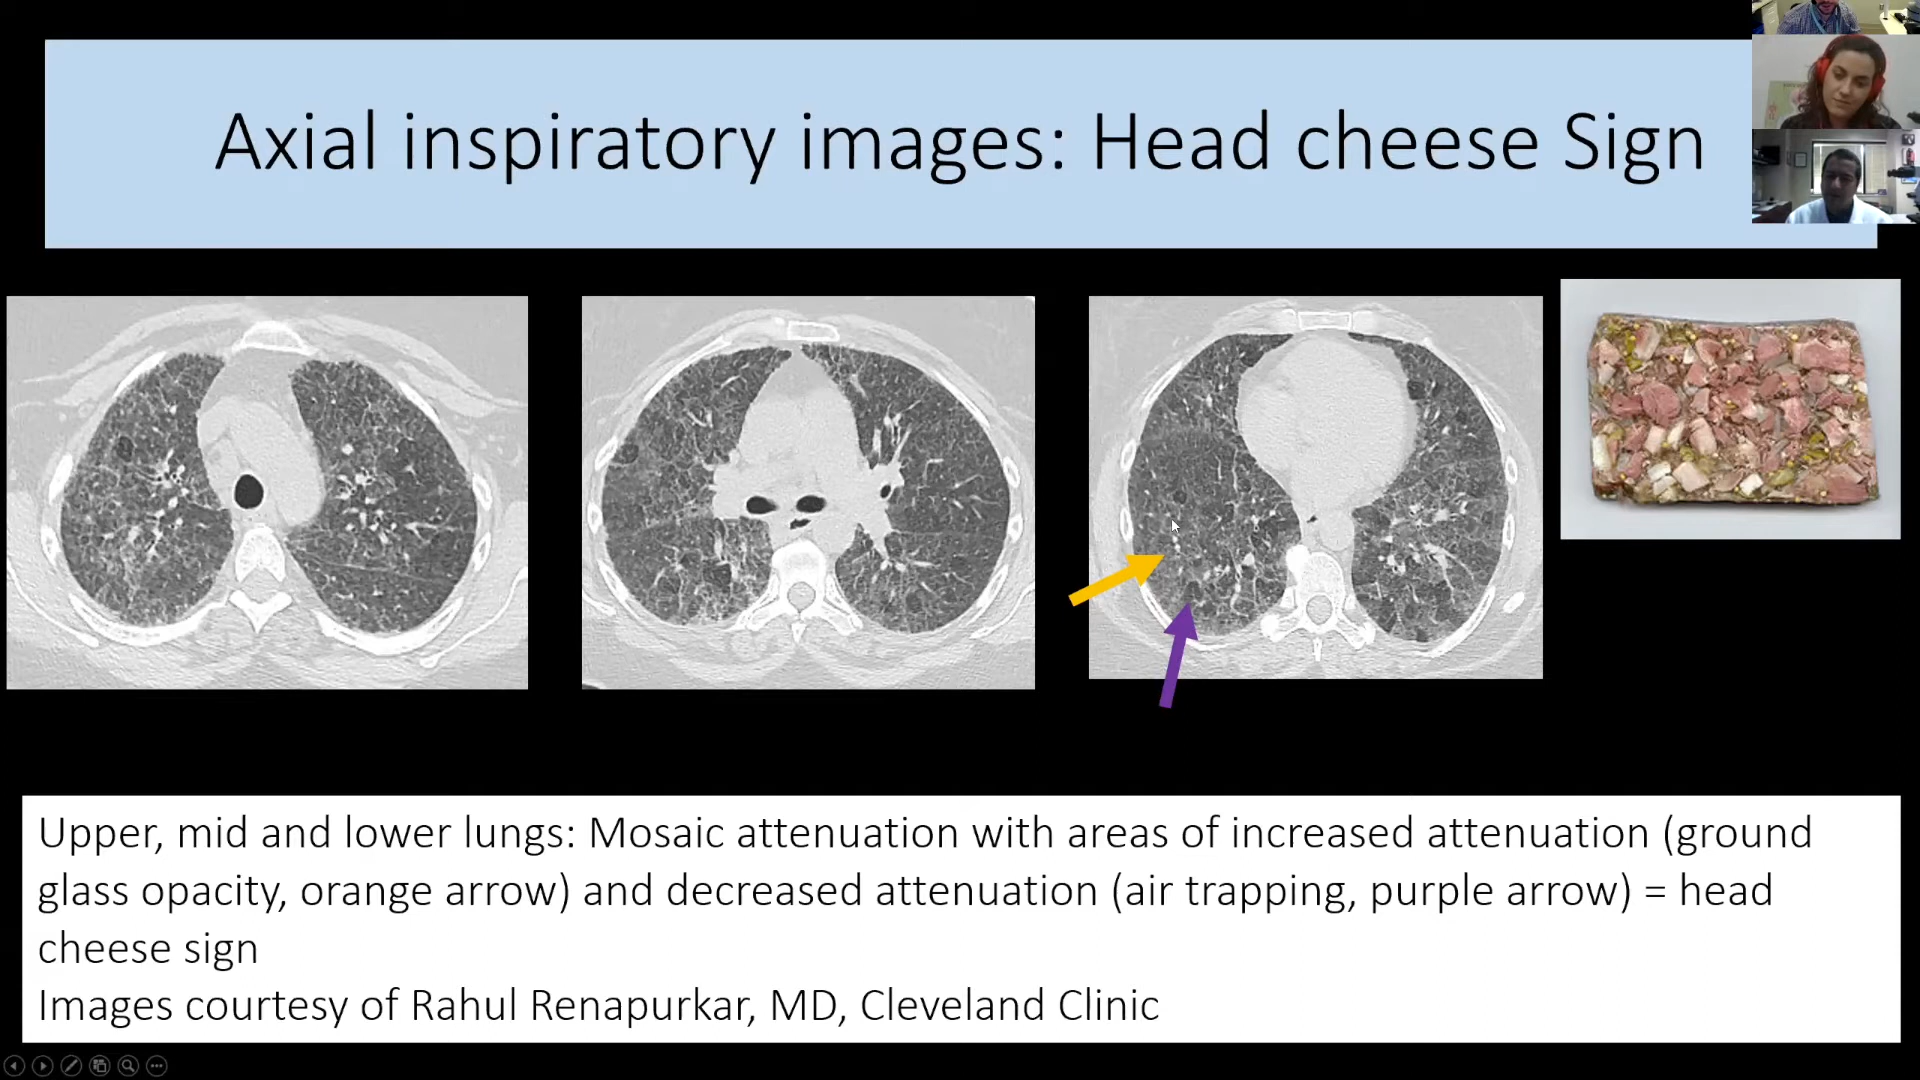 Axial inspiratory images: Head cheese Sign
Upper, mid and lower lungs: Mosaic attenuation with areas of increased attenuation (ground
glass opacity, orange arrow) and decreased attenuation (air trapping, purple arrow) = head
cheese sign
Images courtesy of Rahul Renapurkar, MD, Cleveland Clinic